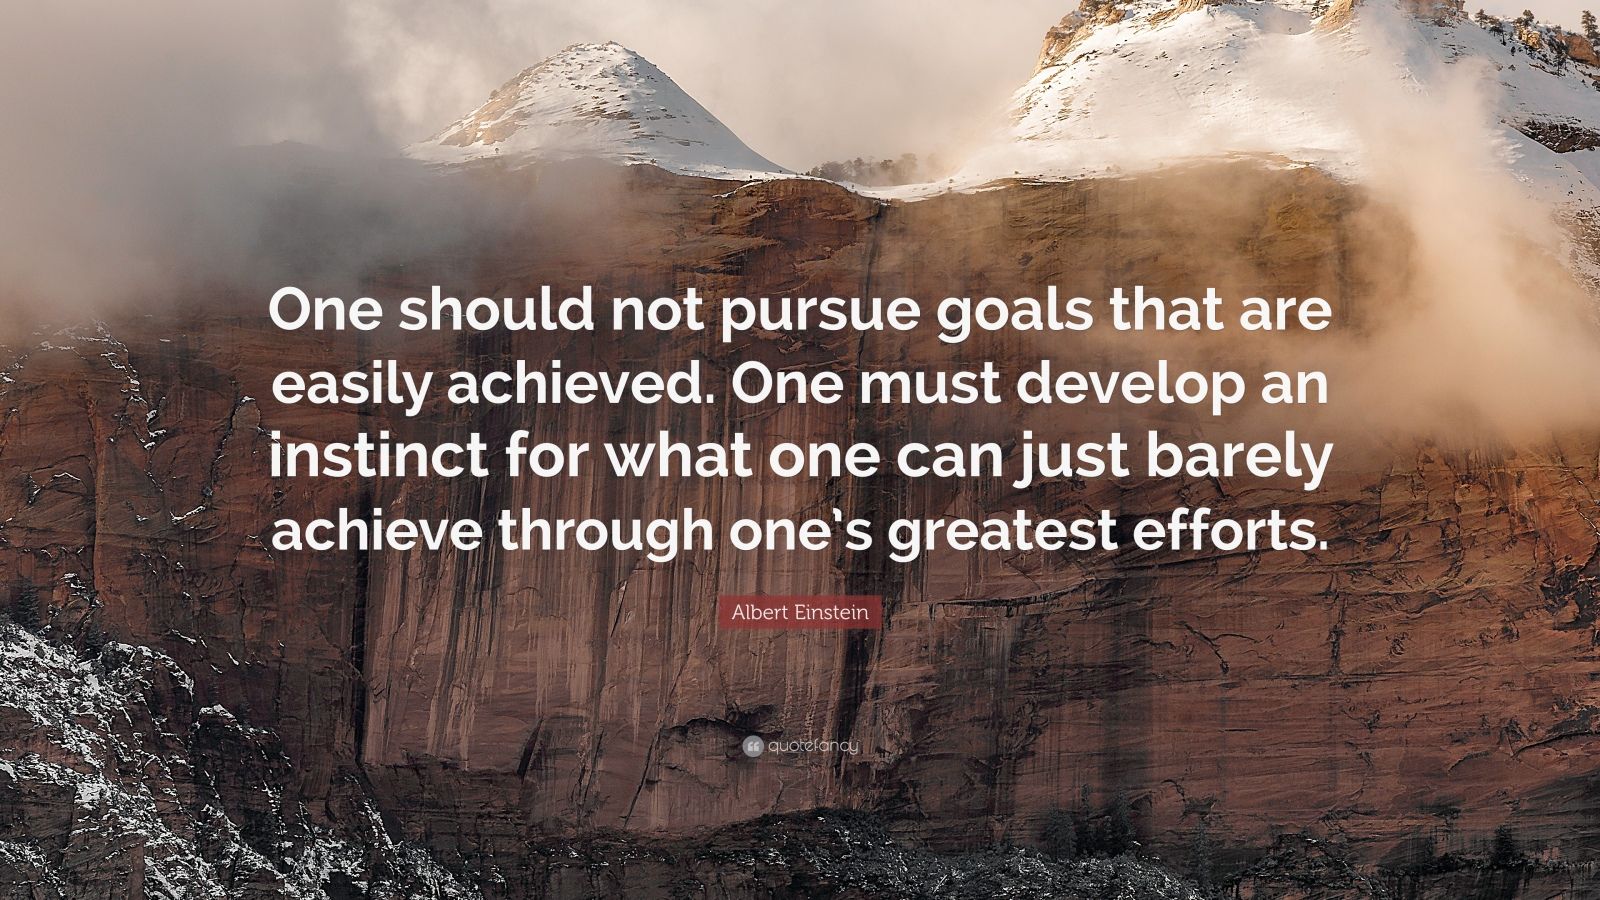 One should not pursue goals that are
easily achieved. One must develop an
instinct for what one can just barely
achieve through one’s greatest efforts.
Albert Einstein
quotefancy